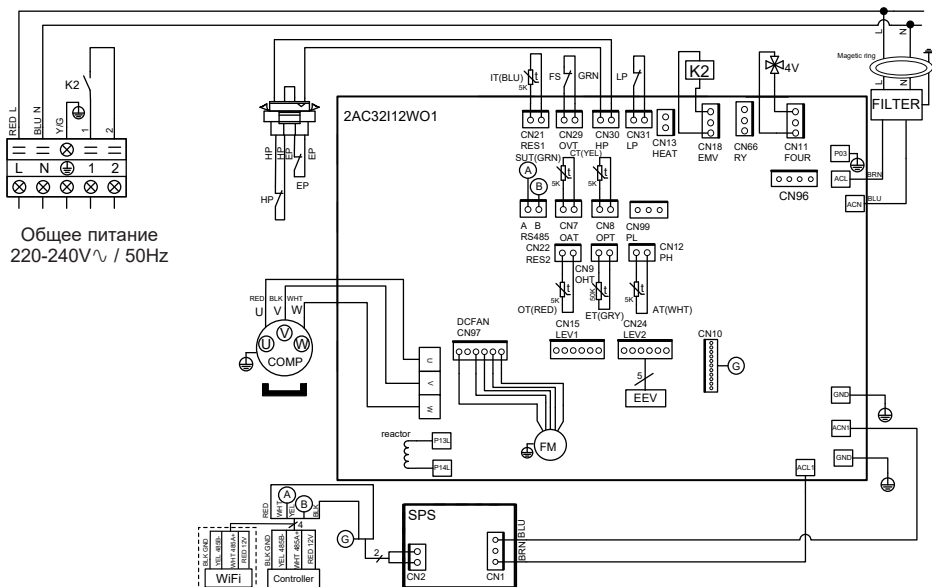 RED L
BLU N
Y/G
K2
1
2
L N 1 2
Общее питание
220-240V∿ / 50Hz
HP
HP
EP
EP
HP
EP
2AC32I12WO1
IT(BLU)
5K
t
FS
GRN
LP
K2
4V
CN21
RES1
CN29
OVT
CN30
HP
CN31
LP
CN13
HEAT
CN18
EMV
CN66
RY
CN11
FOUR
CN96
L
N
Magetic ring
L
N
FILTER
P03
ACL
BRN
ACN
BLU
SUT(GRN)
A
B
5K
t
CT(YEL)
5K
t
A B
RS485
CN7
OAT
CN8
OPT
CN99
PL
CN22
RES2
CN9
OHT
CN12
PH
5K
t
OT(RED)
50K
t
ET(GRY)
5K
t
AT(WHT)
RED BLK WHT
U V W
U
V
W
COMP
U
V
W
DCFAN
CN97
CN15
LEV1
CN24
LEV2
CN10
G
5
EEV
FM
reactor
P13L
P14L
GND
ACN1
GND
ACL1
RED
WHT
A
YEL
B
BLK
4
G
2
SPS
CN2
CN1
BRN
BLU
BLK GND
YEL 485B-
WHT 485A+
RED 12V
WiFi
BLK GND
YEL 485B-
WHT 485A+
RED 12V
Controller